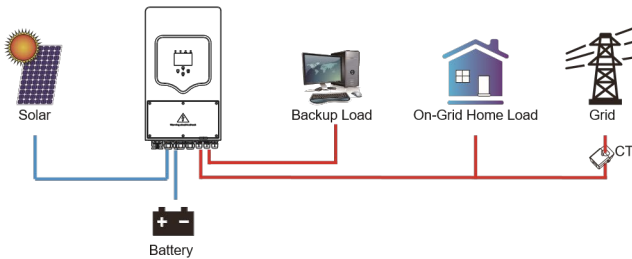 Solar
Backup Load
On-Grid Home Load
Grid
CT
Battery